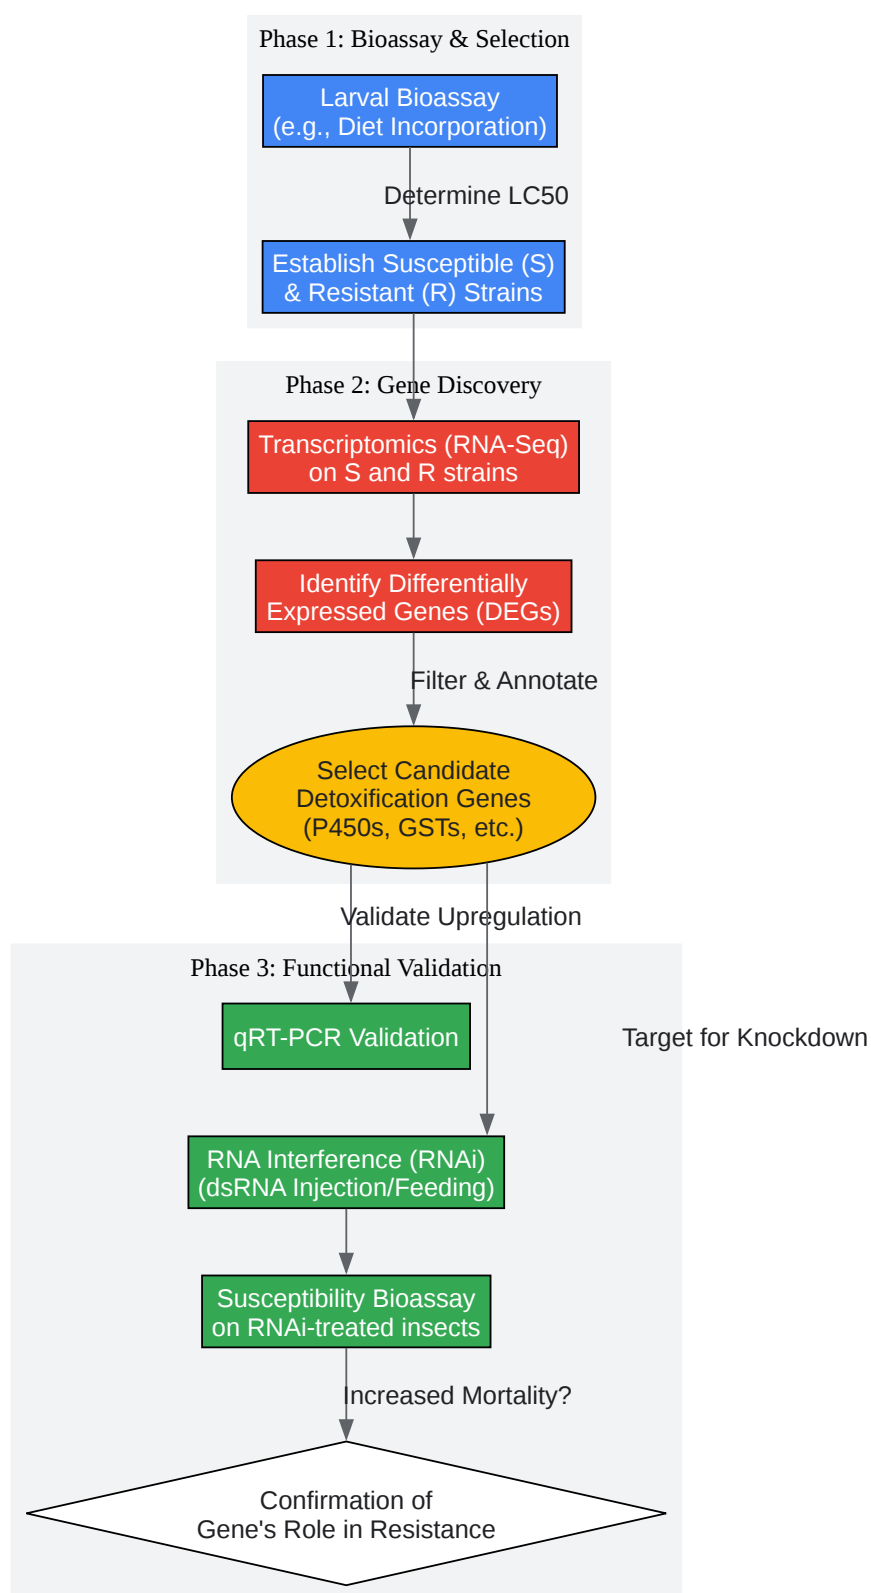 Phase 1: Bioassay & Selection
Larval Bioassay
(e.g., Diet Incorporation)
Determine LC50
Establish Susceptible (S)
& Resistant (R) Strains
Phase 2: Gene Discovery
Transcriptomics (RNA-Seq)
on S and R strains
Identify Differentially
Expressed Genes (DEGs)
Filter & Annotate
Select Candidate
Detoxification Genes
(P450s, GSTs, etc.)
Validate Upregulation
Phase 3: Functional Validation
qRT-PCR Validation
Target for Knockdown
RNA Interference (RNAi)
(dsRNA Injection/Feeding)
Susceptibility Bioassay
on RNAi-treated insects
Increased Mortality?
Confirmation of
Gene's Role in Resistance